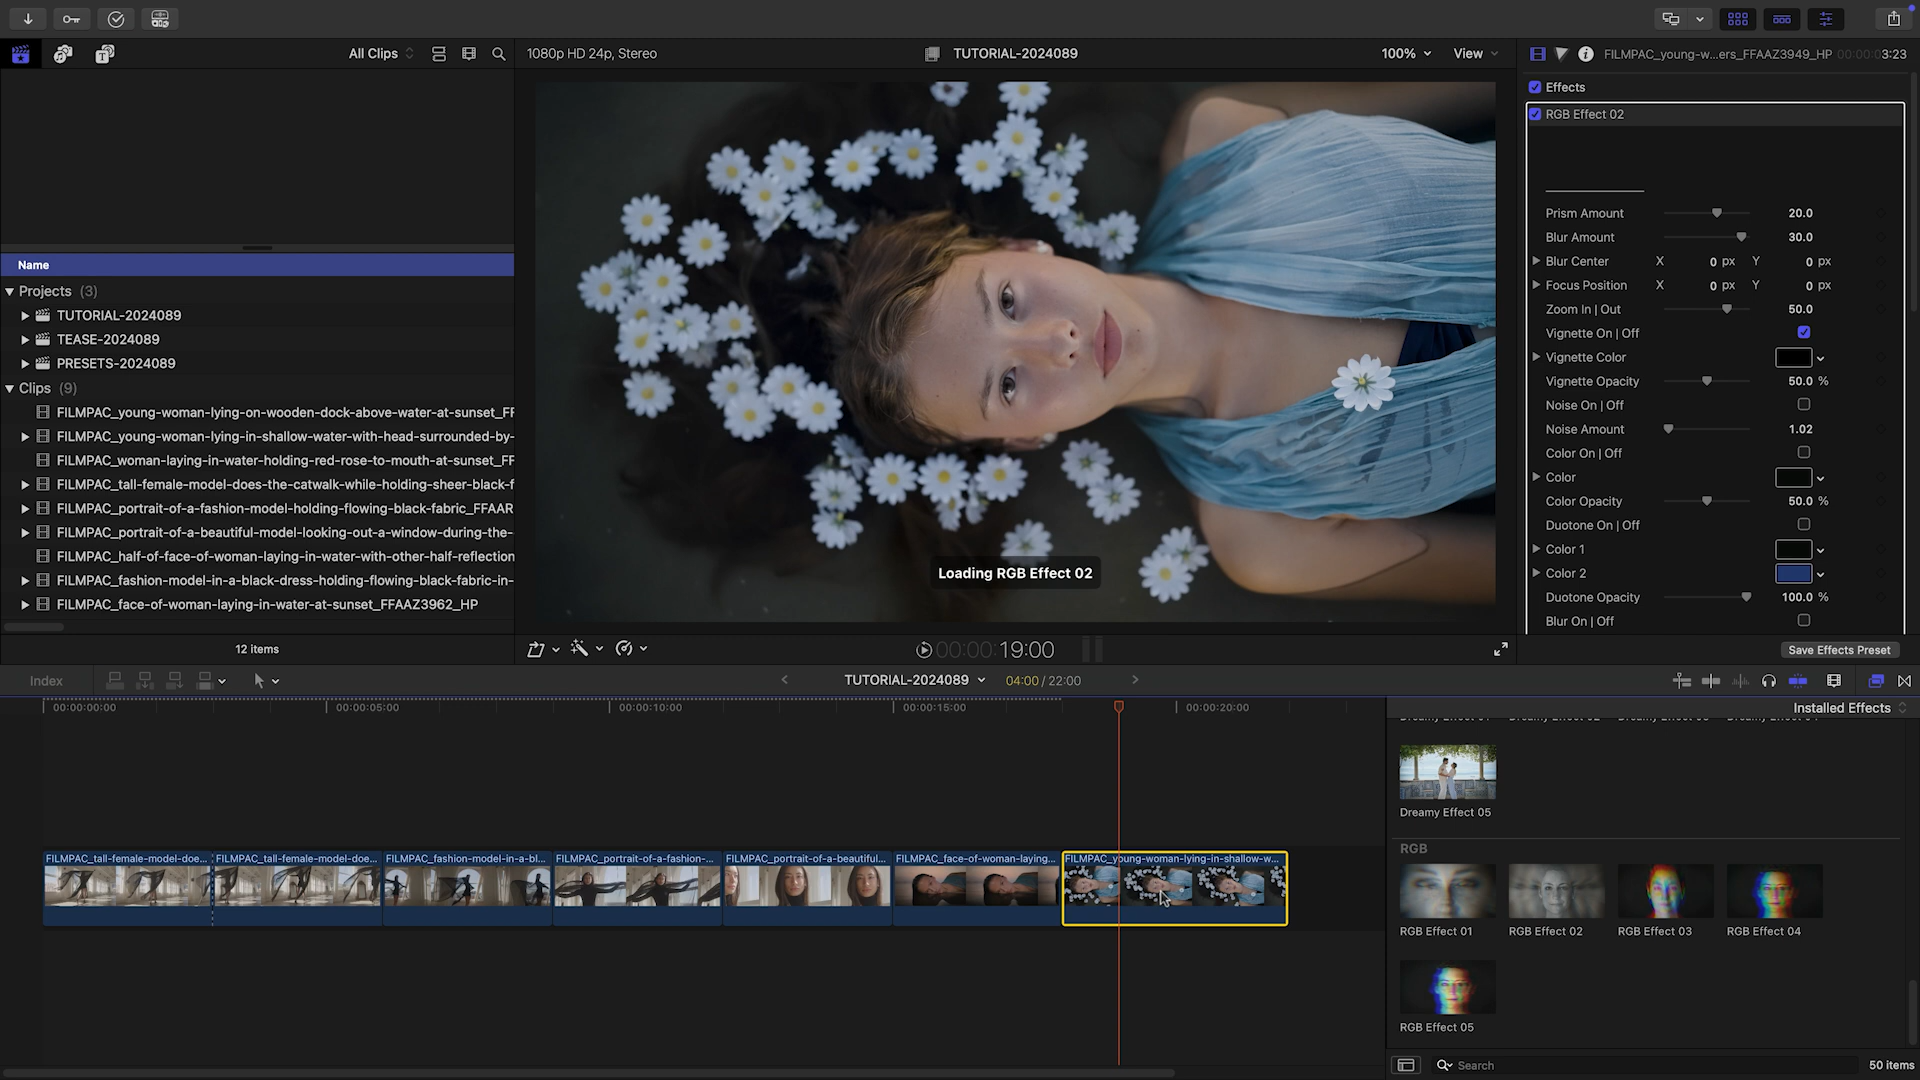 All Clips
1080p HD 24p, Stereo
TUTORIAL-2024089
100%
View
FILMPAC_young-w...ers_FFAAZ3949_HP
00:00:03:23
Effects
RGB Effect 02
Prism Amount 20.0
Blur Amount 30.0
Blur Center X 0 px Y 0 px
Focus Position X 0 px Y 0 px
Zoom In | Out 50.0
Vignette On | Off
Vignette Color
Vignette Opacity 50.0 %
Noise On | Off
Noise Amount 1.02
Color On | Off
Color
Color Opacity 50.0 %
Duotone On | Off
Color 1
Color 2
Duotone Opacity 100.0 %
Blur On | Off
Save Effects Preset
Name
Projects (3)
TUTORIAL-2024089
TEASE-2024089
PRESETS-2024089
Clips (9)
FILMPAC_young-woman-lying-on-wooden-dock-above-water-at-sunset_FF
FILMPAC_young-woman-lying-in-shallow-water-with-head-surrounded-by-
FILMPAC_woman-laying-in-water-holding-red-rose-to-mouth-at-sunset_FF
FILMPAC_tall-female-model-does-the-catwalk-while-holding-sheer-black-f
FILMPAC_portrait-of-a-fashion-model-holding-flowing-black-fabric_FFAAR
FILMPAC_portrait-of-a-beautiful-model-looking-out-a-window-during-the-
FILMPAC_half-of-face-of-woman-laying-in-water-with-other-half-reflection
FILMPAC_fashion-model-in-a-black-dress-holding-flowing-black-fabric-in-
FILMPAC_face-of-woman-laying-in-water-at-sunset_FFAAZ3962_HP
12 items
Loading RGB Effect 02
00:00:19:00
Index
TUTORIAL-2024089
04:00 / 22:00
00:00:00:00
00:00:05:00
00:00:10:00
00:00:15:00
00:00:20:00
FILMPAC_tall-female-model-doe...
FILMPAC_tall-female-model-doe...
FILMPAC_fashion-model-in-a-bl...
FILMPAC_portrait-of-a-fashion-...
FILMPAC_portrait-of-a-beautiful...
FILMPAC_face-of-woman-laying...
FILMPAC_young-woman-lying-in-shallow-w...
Installed Effects
Dreamy Effect 05
RGB
RGB Effect 01
RGB Effect 02
RGB Effect 03
RGB Effect 04
RGB Effect 05
Search
50 items